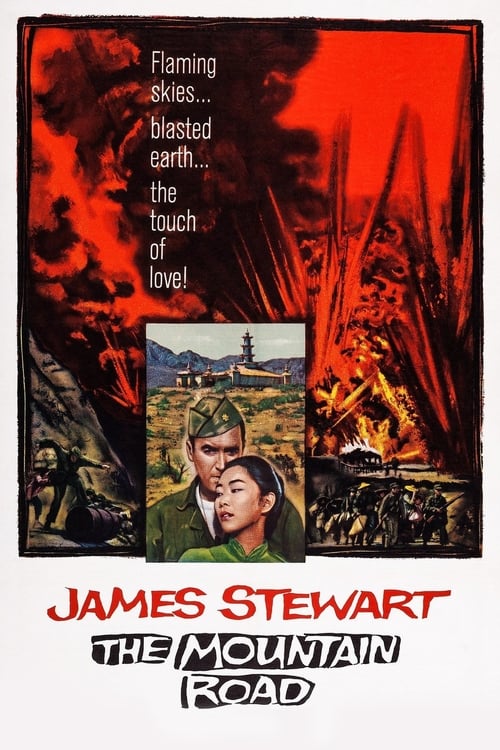 Flaming
skies...
blasted
earth...
the
touch
of
love!
JAMES STEWART
THE MOUNTAIN
ROAD